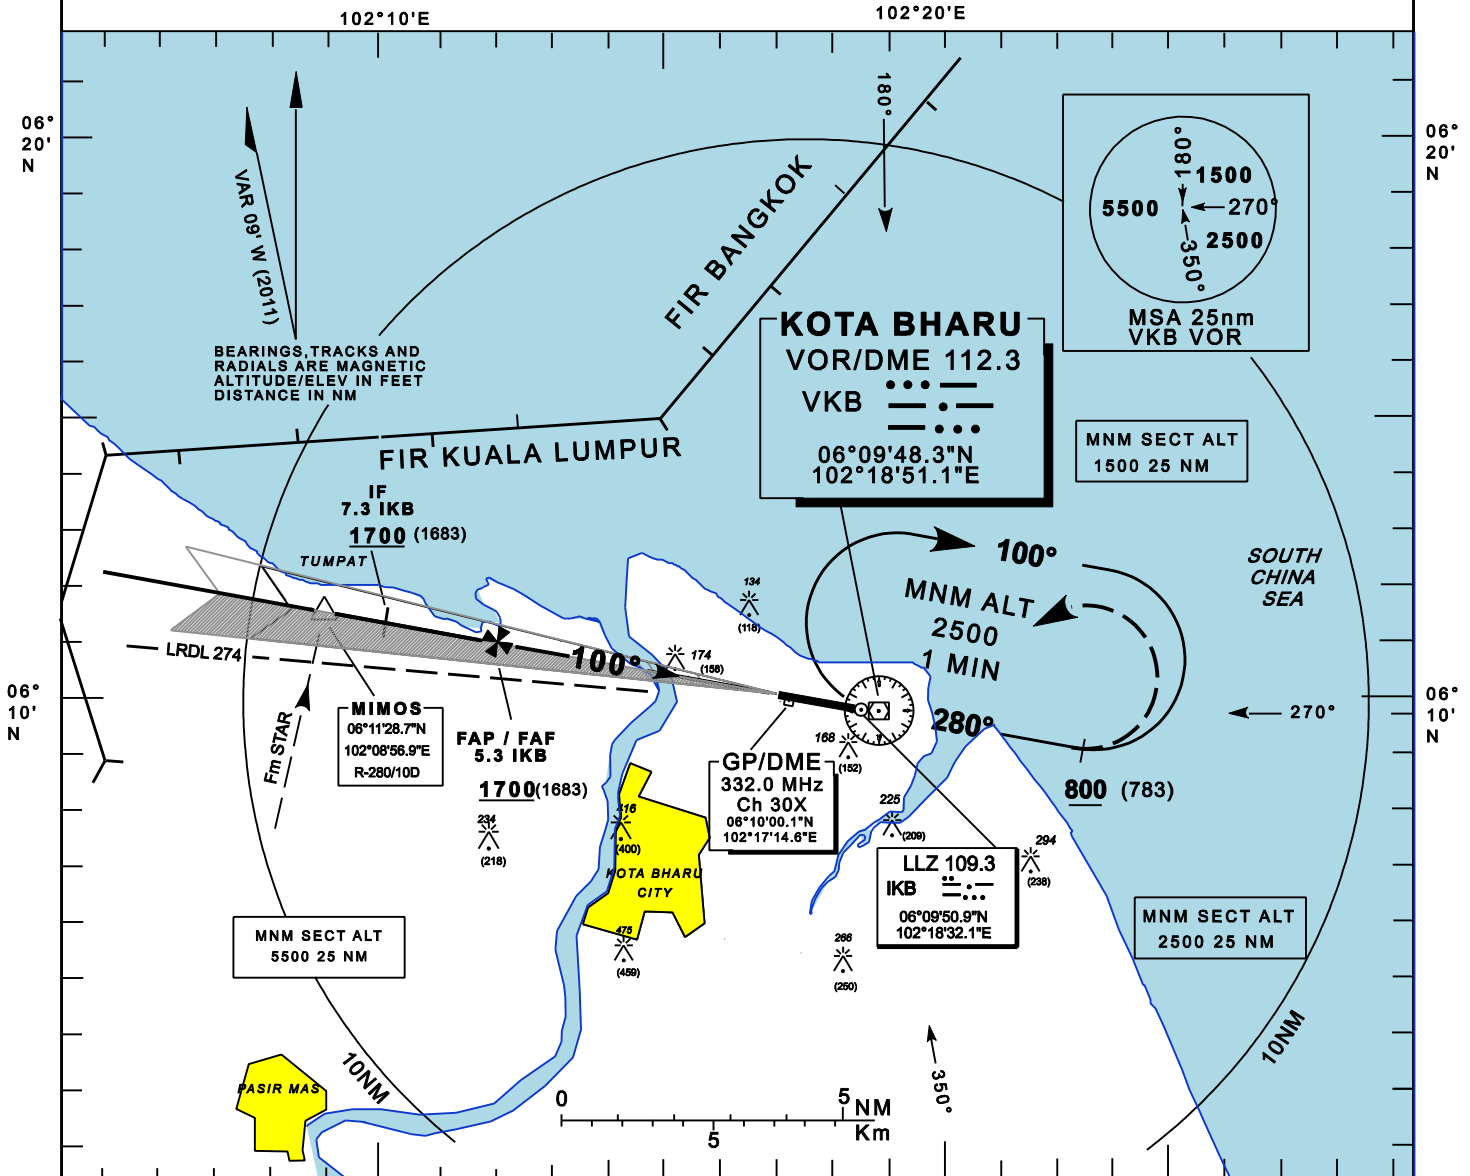 102°10'E
102°20'E
06°
20'
N
06°
20'
N
180°
VAR 09' W (2011)
BEARINGS,TRACKS AND
RADIALS ARE MAGNETIC
ALTITUDE/ELEV IN FEET
DISTANCE IN NM
FIR BANGKOK
FIR KUALA LUMPUR
180°
1500
5500
270°
2500
350°
MSA 25nm
VKB VOR
KOTA BHARU
VOR/DME 112.3
VKB
06°09'48.3"N
102°18'51.1"E
MNM SECT ALT
1500 25 NM
IF
7.3 IKB
1700 (1683)
TUMPAT
100°
MNM ALT
2500
1 MIN
280°
SOUTH
CHINA
SEA
134
(118)
174
(158)
100°
LRDL 274
06°
10'
N
06°
10'
N
270°
Fm STAR
MIMOS
06°11'28.7"N
102°08'56.9"E
R-280/10D
FAP / FAF
5.3 IKB
1700(1683)
800 (783)
168
(152)
GP/DME
332.0 MHz
Ch 30X
06°10'00.1"N
102°17'14.6"E
225
(209)
234
(218)
416
(400)
294
(238)
LLZ 109.3
IKB
06°09'50.9"N
102°18'32.1"E
KOTA BHARU
CITY
475
(459)
266
(250)
MNM SECT ALT
5500 25 NM
MNM SECT ALT
2500 25 NM
10NM
10NM
350°
PASIR MAS
0
5
NM
Km
5